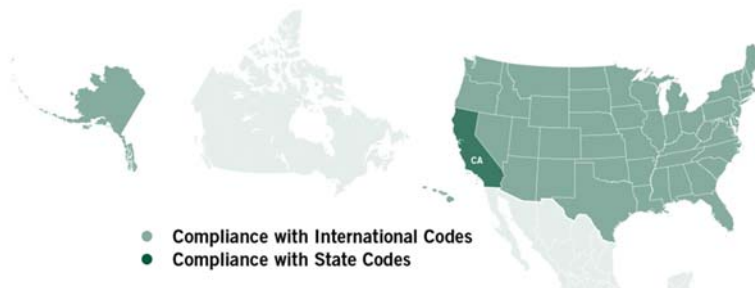 CA
Compliance with International Codes
Compliance with State Codes